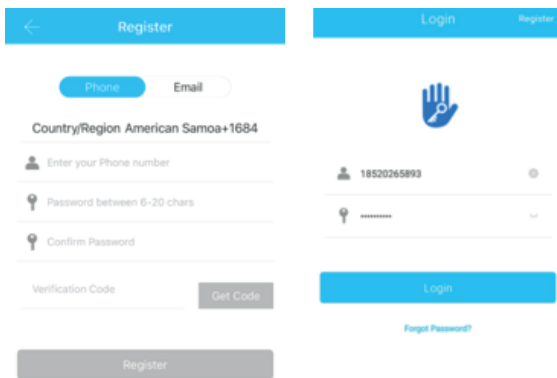 Register
Phone Email
Country/Region American Samoa+1684
Enter your Phone number
Password between 6-20 chars
Confirm Password
Verification Code Get Code
Register
Login Register
18520265893
Login
Forgot Password?